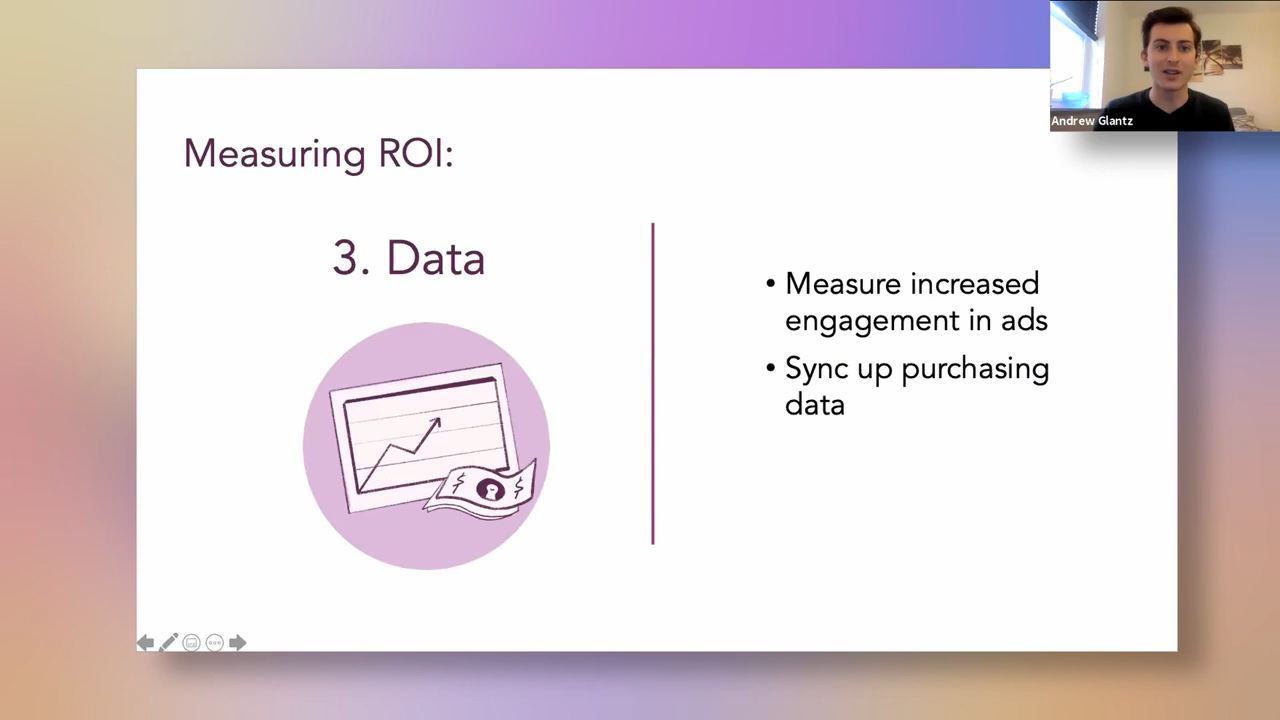 Andrew Glantz
Measuring ROI:
3. Data
• Measure increased
engagement in ads
• Sync up purchasing
data